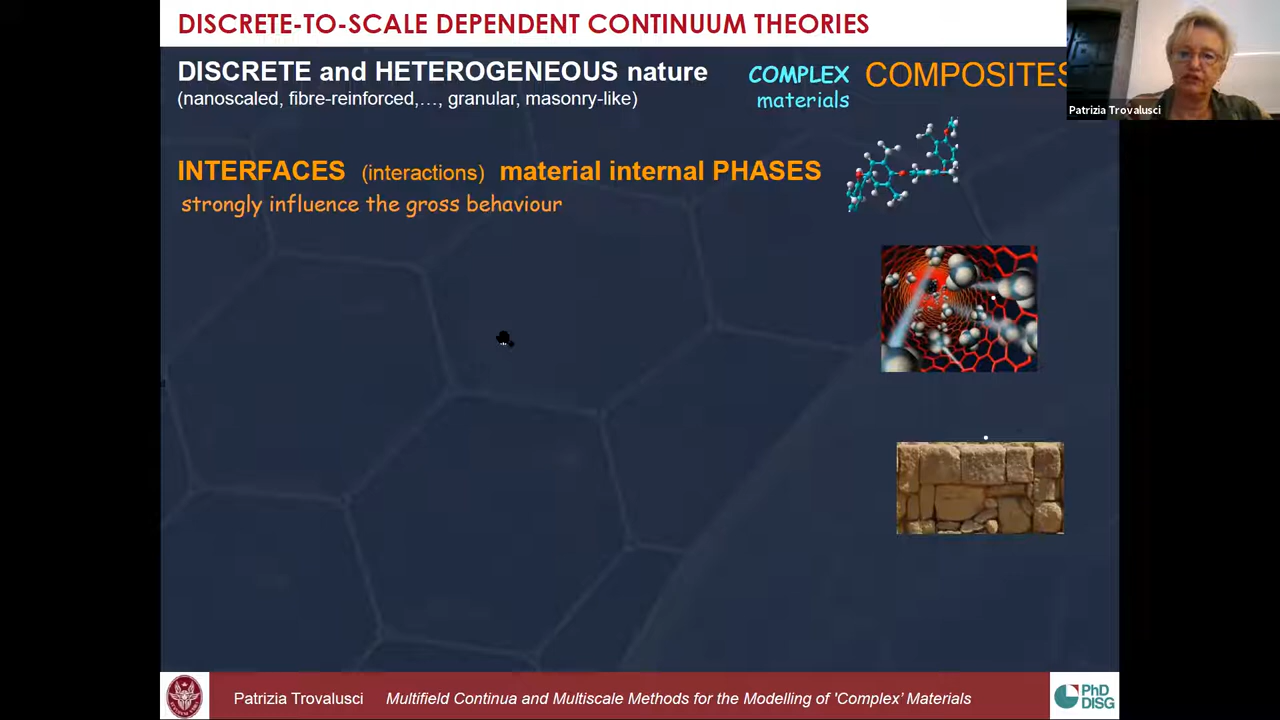 DISCRETE-TO-SCALE DEPENDENT CONTINUUM THEORIES
DISCRETE and HETEROGENEOUS nature
(nanoscaled, fibre-reinforced,…, granular, masonry-like)
COMPLEX
materials
COMPOSITES
Patrizia Trovalusci
INTERFACES (interactions) material internal PHASES
strongly influence the gross behaviour
Patrizia Trovalusci Multifield Continua and Multiscale Methods for the Modelling of 'Complex' Materials
PhD
DISG